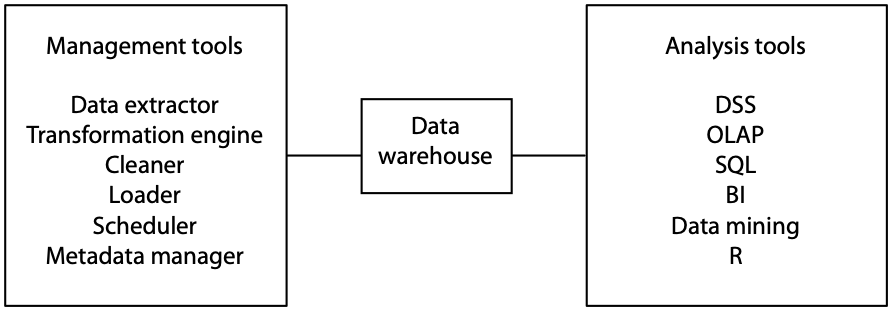 Management tools
Data extractor
Transformation engine
Cleaner
Loader
Scheduler
Metadata manager
Data
warehouse
Analysis tools
DSS
OLAP
SQL
BI
Data mining
R